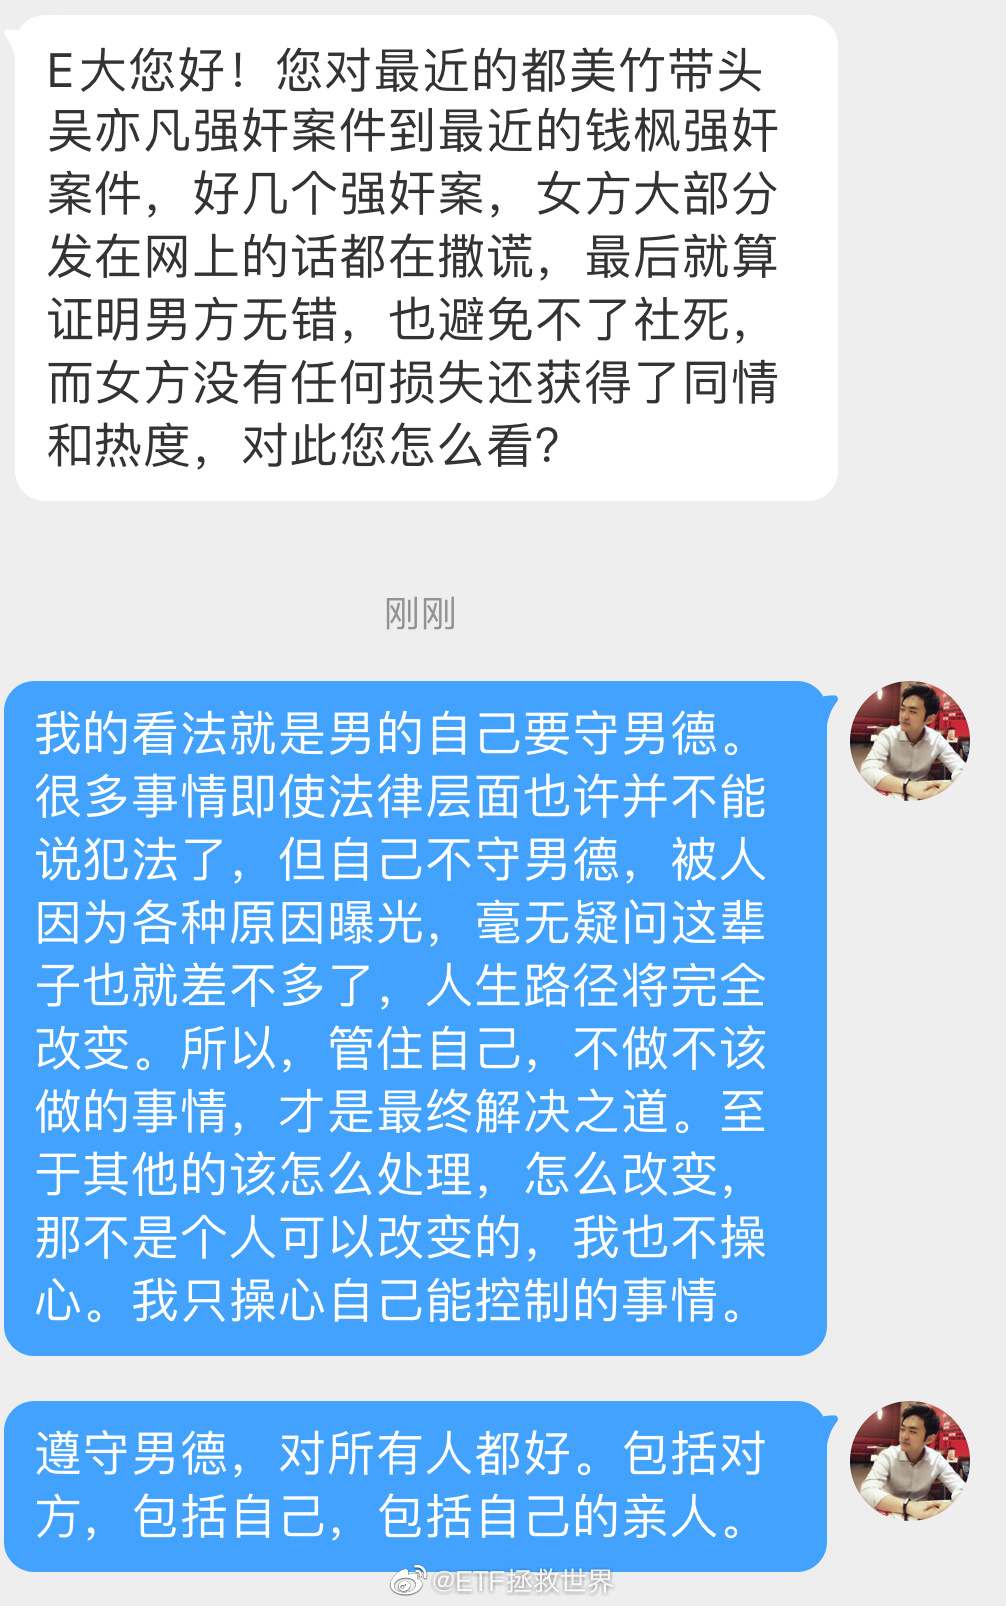 E大您好！您对最近的都美竹带头
吴亦凡强奸案件到最近的钱枫强奸
案件，好几个强奸案，女方大部分
发在网上的话都在撒谎，最后就算
证明男方无错，也避免不了社死，
而女方没有任何损失还获得了同情
和热度，对此您怎么看?
刚刚
我的看法就是男的自己要守男德。
很多事情即使法律层面也许并不能
说犯法了，但自己不守男德，被人
因为各种原因曝光，毫无疑问这辈
子也就差不多了，人生路径将完全
改变。所以，管住自己，不做不该
做的事情，才是最终解决之道。至
于其他的该怎么处理，怎么改变，
那不是个人可以改变的，我也不操
心。我只操心自己能控制的事情。
遵守男德，对所有人都好。包括对
方，包括自己，包括自己的亲人。
@ETF拯救世界